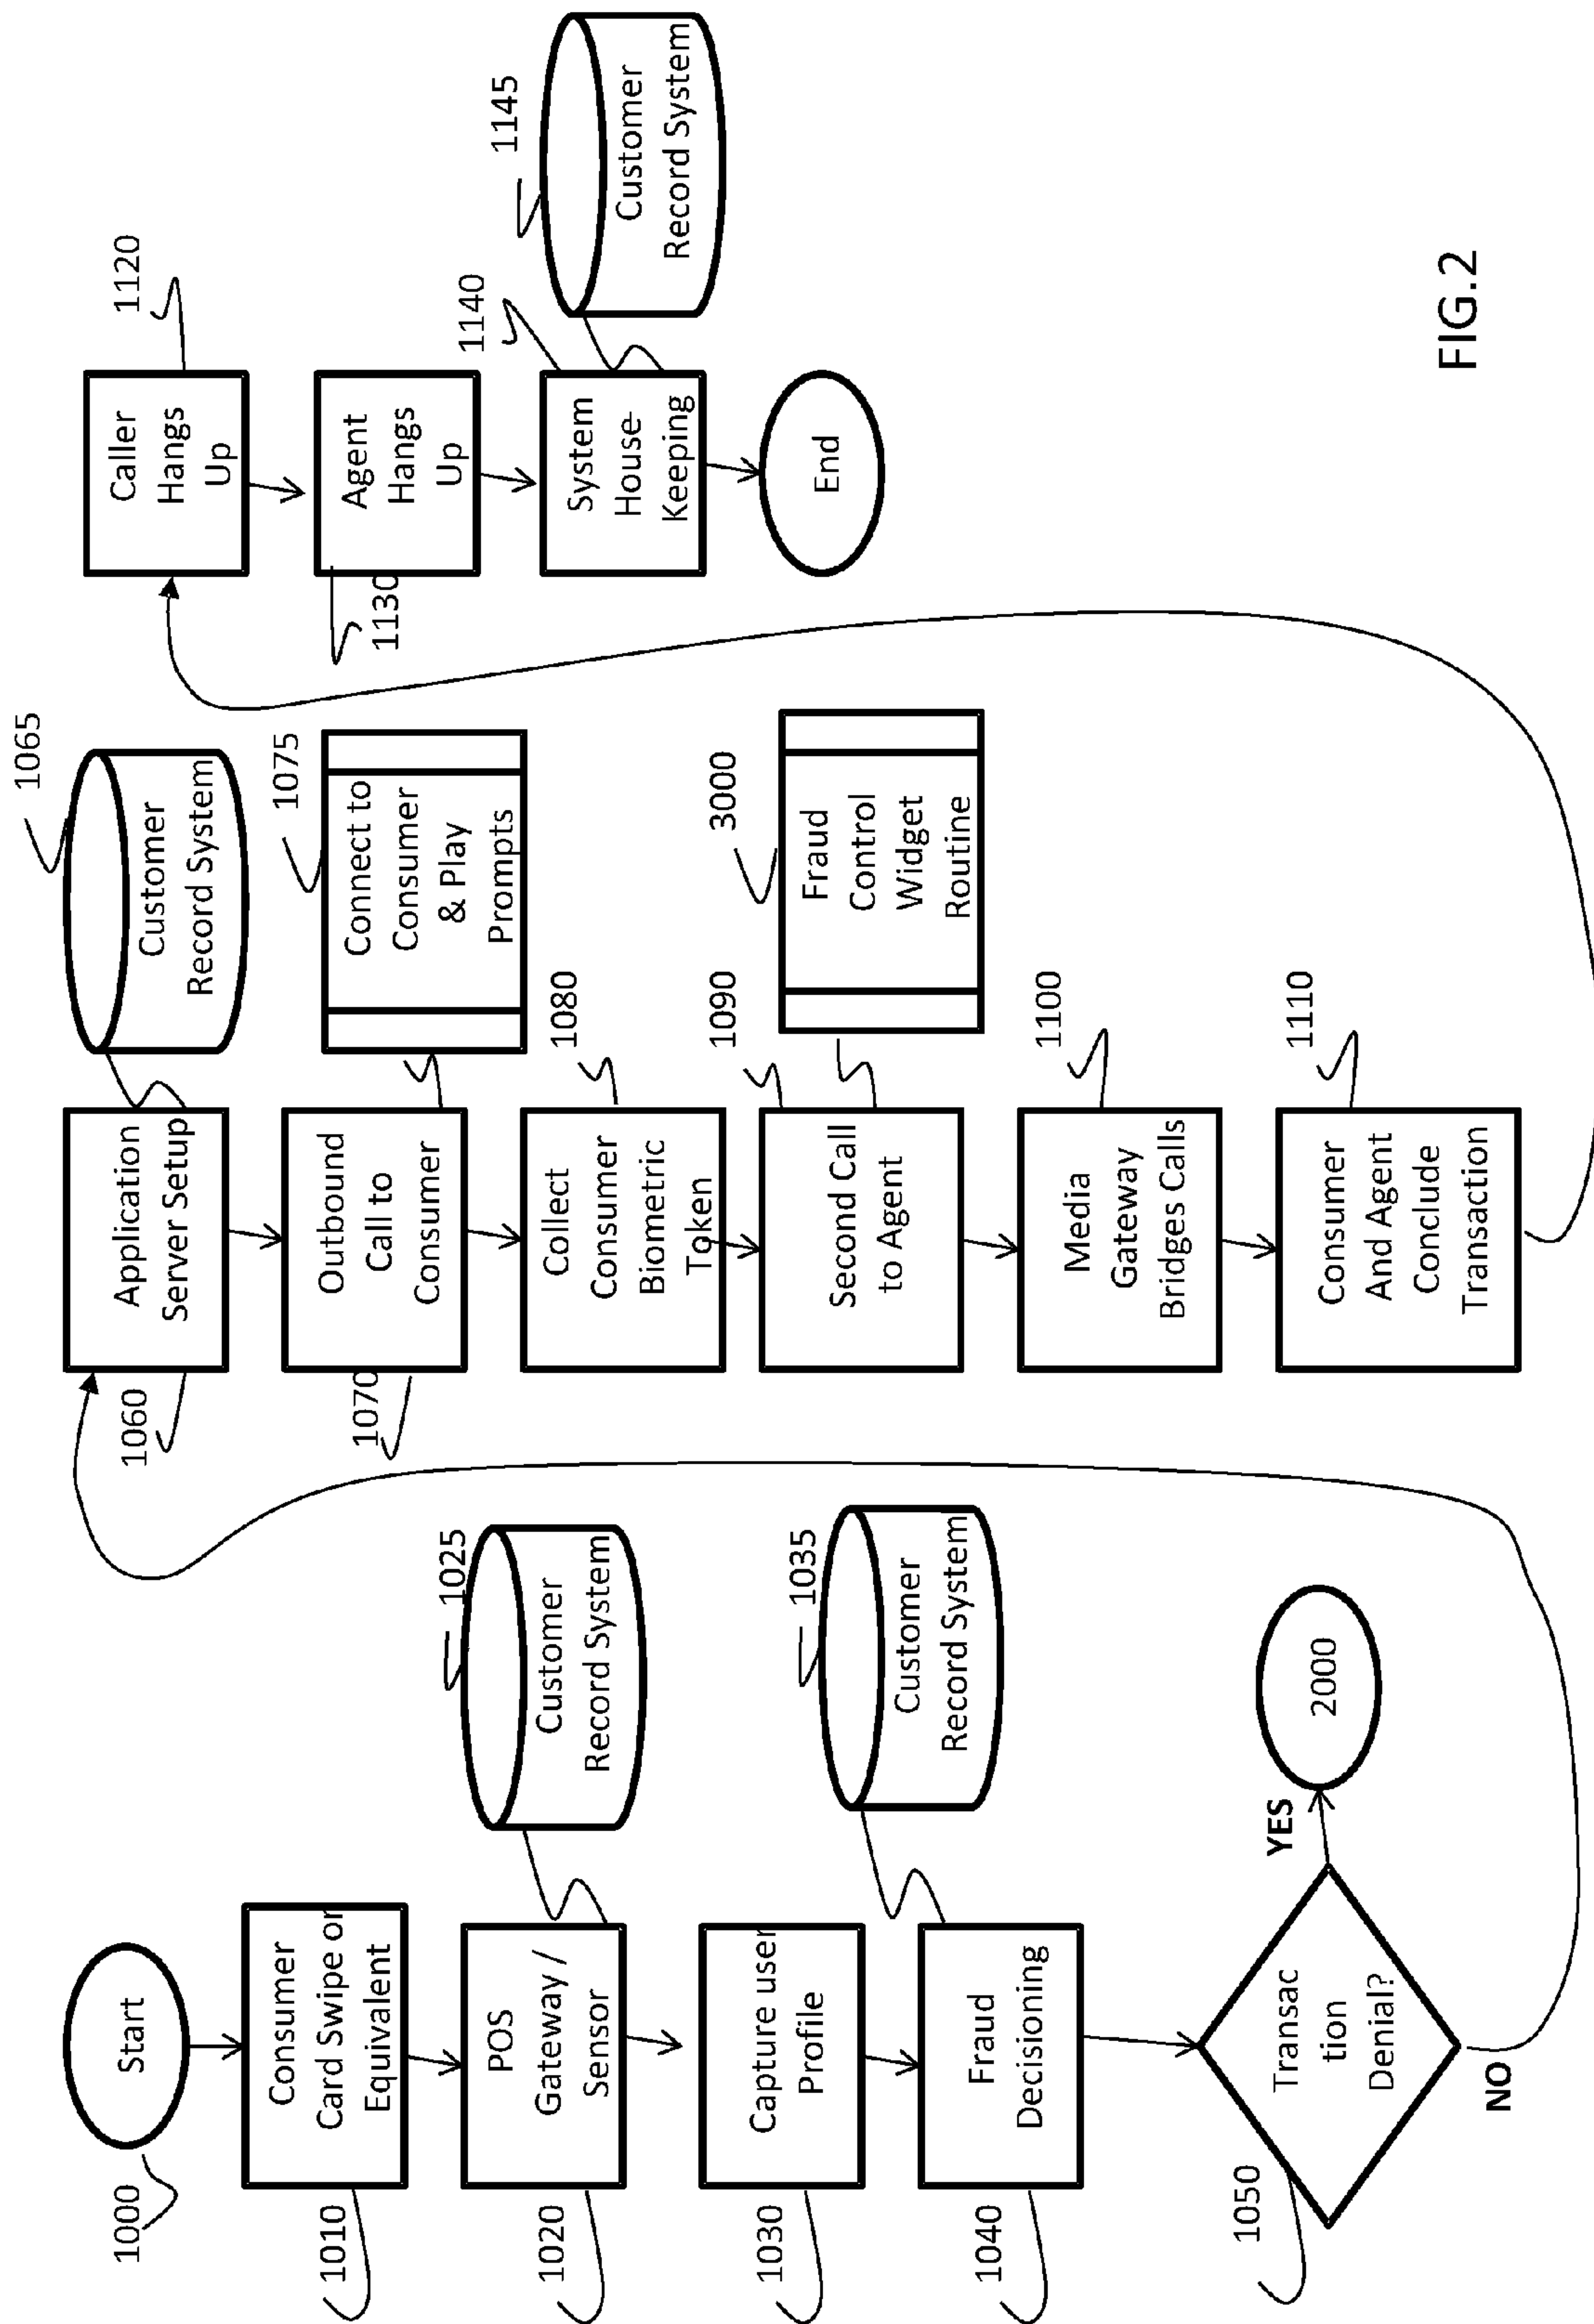 Start
1000
Consumer
Card Swipe or
Equivalent
1010
POS
Gateway /
Sensor
1020
1025
Customer
Record System
Capture user
Profile
1030
Fraud
Decisioning
1040
1035
Customer
Record System
Transac
tion
Denial?
1050
YES
2000
NO
Application
Server Setup
1060
1065
Customer
Record System
Outbound
Call to
Consumer
1070
1075
Connect to
Consumer
& Play
Prompts
Collect
Consumer
Biometric
Token
1080
Second Call
to Agent
1090
3000
Fraud
Control
Widget
Routine
Media
Gateway
Bridges Calls
1100
Consumer
And Agent
Conclude
Transaction
1110
Caller
Hangs
Up
1120
Agent
Hangs
Up
1130
System
House-
Keeping
1140
1145
Customer
Record System
End
FIG.2